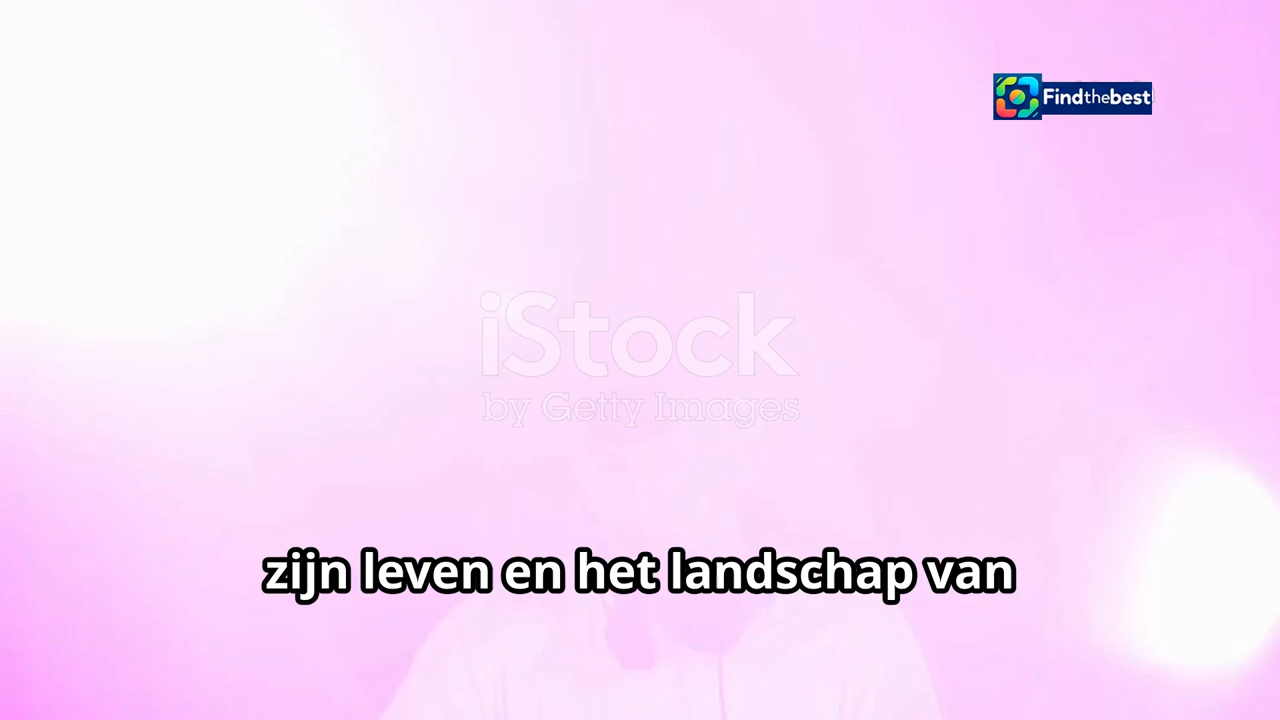 Findthebest
iStock
by Getty Images
zijn leven en het landschap van